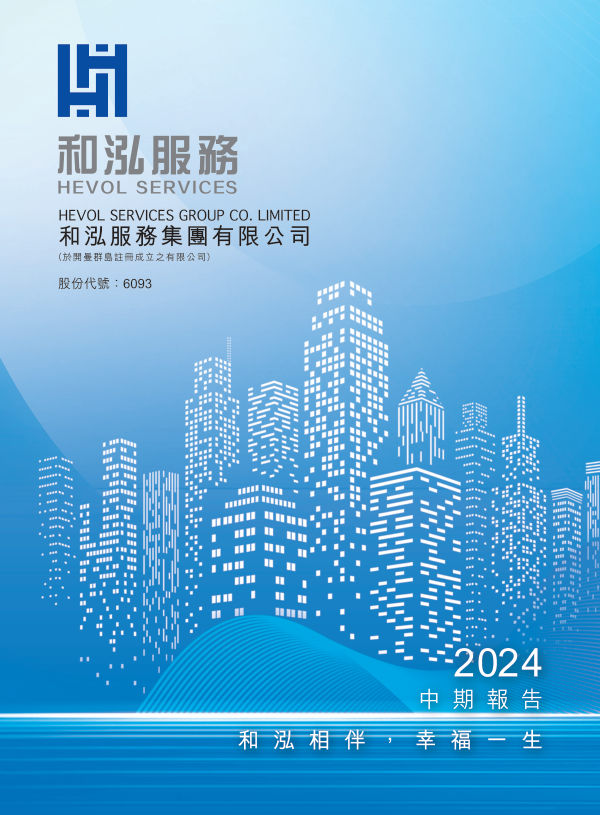 和泓服務
HEVOL SERVICES
HEVOL SERVICES GROUP CO. LIMITED
和泓服務集團有限公司
(於開曼群島註冊成立之有限公司)
股份代號：6093
2024
中期報告
和泓相伴，幸福一生